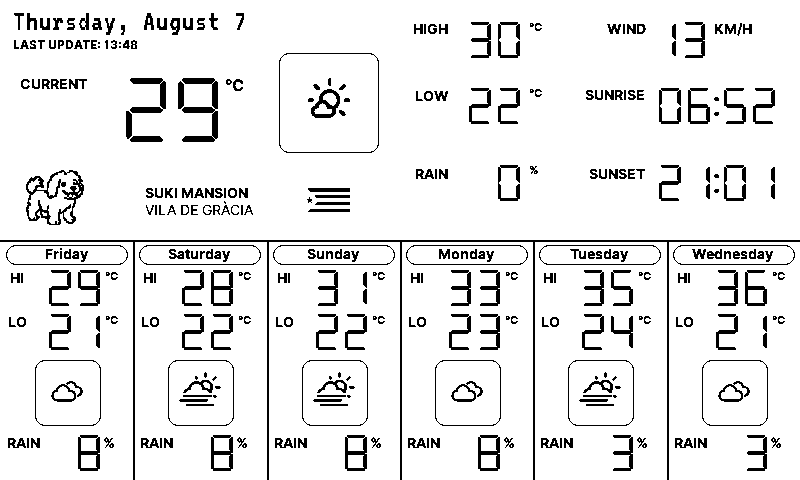 Thursday, August 7
LAST UPDATE: 13:48
CURRENT 29 °C
SUKI MANSION
VILA DE GRÀCIA
HIGH 30 °C
LOW 22 °C
RAIN 0 %
WIND 13 KM/H
SUNRISE 06:52
SUNSET 21:01
Friday
HI 29 °C
LO 21 °C
RAIN 8 %
Saturday
HI 28 °C
LO 22 °C
RAIN 8 %
Sunday
HI 31 °C
LO 22 °C
RAIN 8 %
Monday
HI 33 °C
LO 23 °C
RAIN 8 %
Tuesday
HI 35 °C
LO 24 °C
RAIN 3 %
Wednesday
HI 36 °C
LO 21 °C
RAIN 3 %